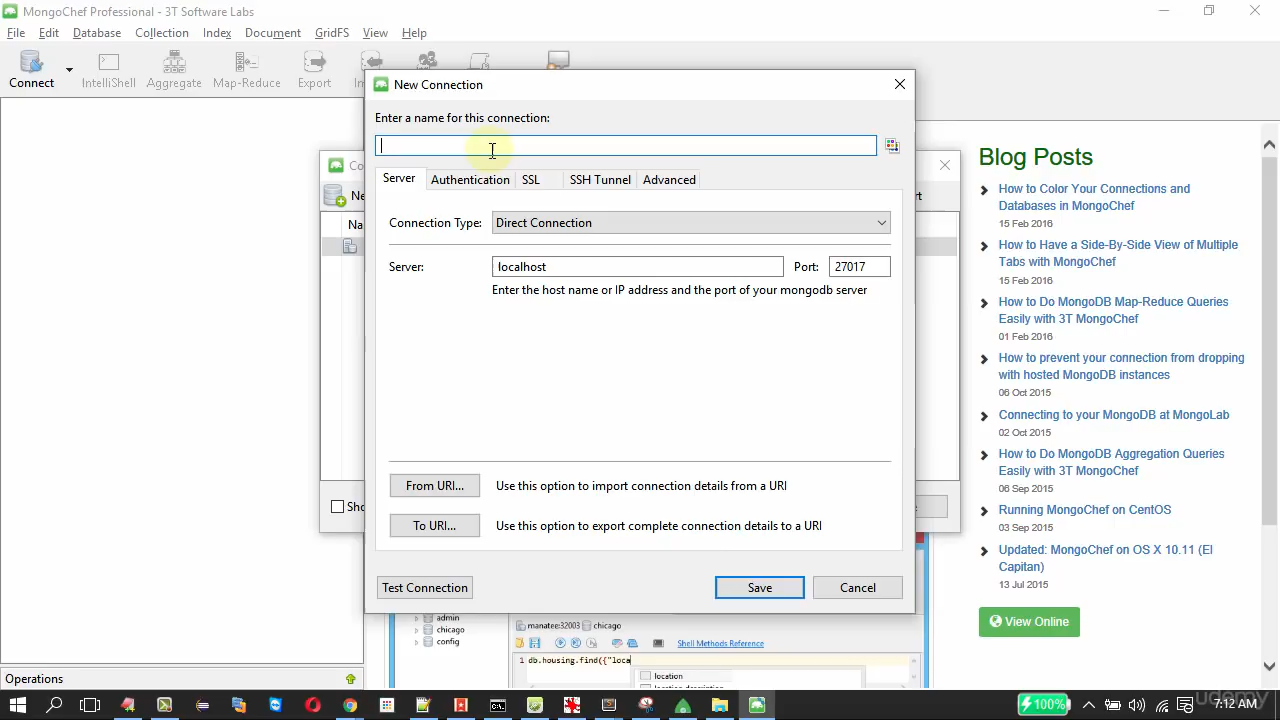 MongoChef Professional - 3T Software Labs
File Edit Database Collection Index Document GridFS View Help
Connect IntelliShell Aggregate Map-Reduce Export
New Connection
Enter a name for this connection:
Server Authentication SSL SSH Tunnel Advanced
Connection Type: Direct Connection
Server: localhost Port: 27017
Enter the host name or IP address and the port of your mongodb server
From URI... Use this option to import connection details from a URI
To URI... Use this option to export complete connection details to a URI
Test Connection Save Cancel
Blog Posts
How to Color Your Connections and
Databases in MongoChef
15 Feb 2016
How to Have a Side-By-Side View of Multiple
Tabs with MongoChef
15 Feb 2016
How to Do MongoDB Map-Reduce Queries
Easily with 3T MongoChef
01 Feb 2016
How to prevent your connection from dropping
with hosted MongoDB instances
06 Oct 2015
Connecting to your MongoDB at MongoLab
02 Oct 2015
How to Do MongoDB Aggregation Queries
Easily with 3T MongoChef
06 Sep 2015
Running MongoChef on CentOS
03 Sep 2015
Updated: MongoChef on OS X 10.11 (El
Capitan)
13 Jul 2015
View Online
admin
chicago
config
manatee:32003 chicago
Shell Methods Reference
1 db.housing.find({"loca
location
Operations
100%
7:12 AM
udemy